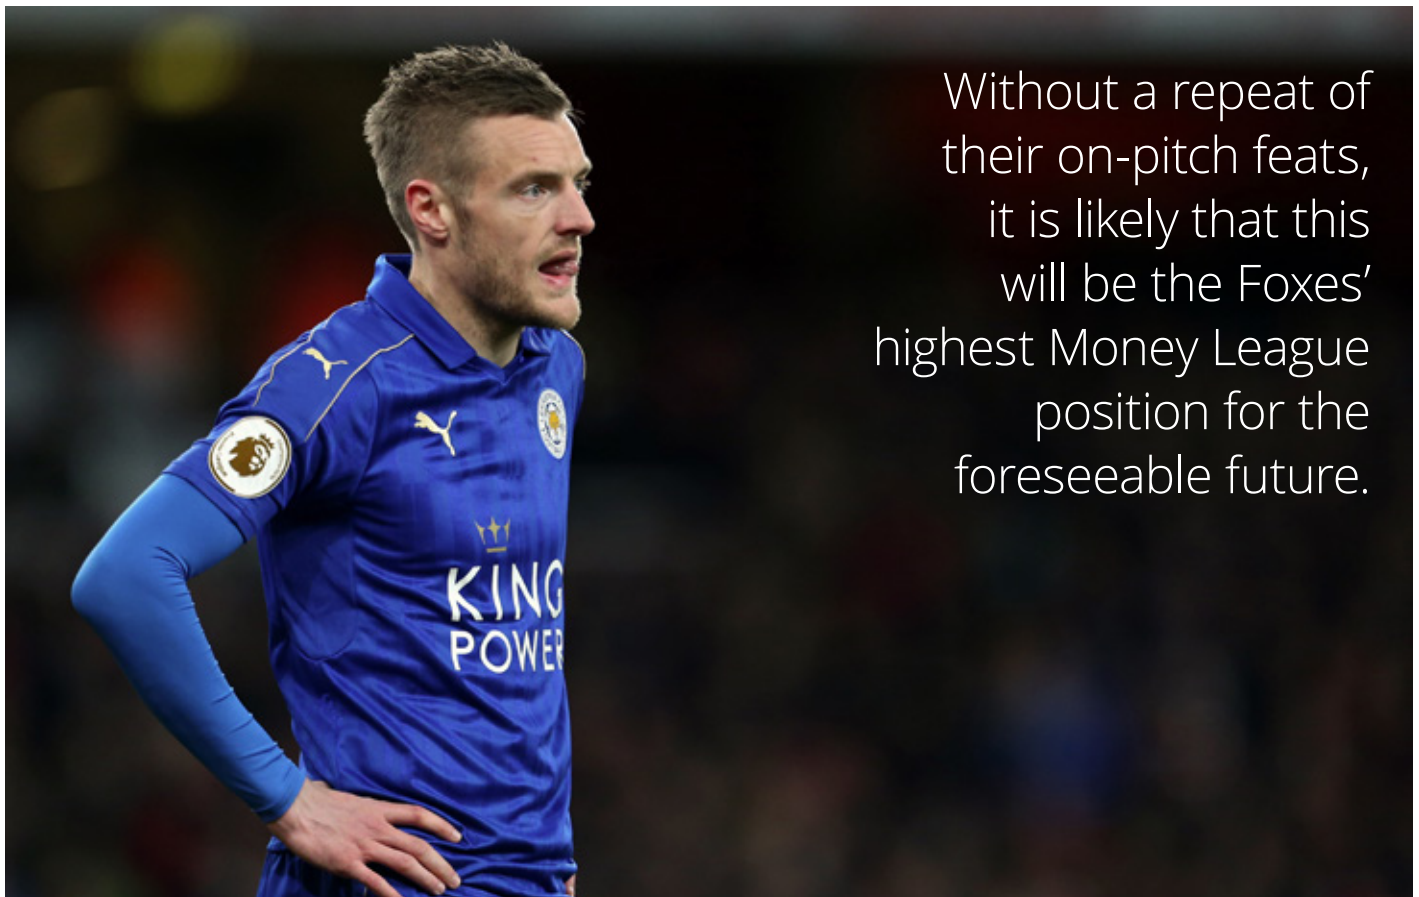 Without a repeat of
their on-pitch feats,
it is likely that this
will be the Foxes’
highest Money League
position for the
foreseeable future.
KING
POWER